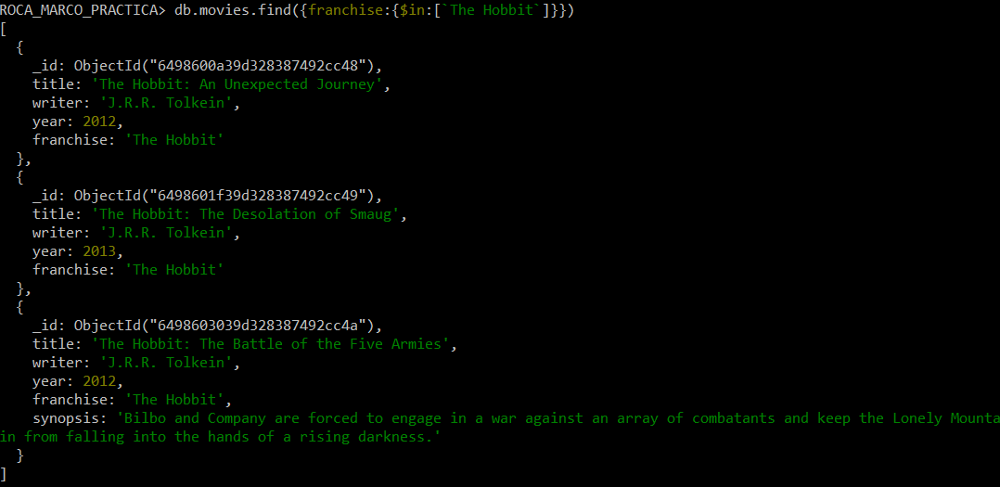 ROCA_MARCO_PRACTICA> db.movies.find({franchise:{$in:[`The Hobbit`]}})
[
  {
    _id: ObjectId("6498600a39d328387492cc48"),
    title: 'The Hobbit: An Unexpected Journey',
    writer: 'J.R.R. Tolkein',
    year: 2012,
    franchise: 'The Hobbit'
  },
  {
    _id: ObjectId("6498601f39d328387492cc49"),
    title: 'The Hobbit: The Desolation of Smaug',
    writer: 'J.R.R. Tolkein',
    year: 2013,
    franchise: 'The Hobbit'
  },
  {
    _id: ObjectId("6498603039d328387492cc4a"),
    title: 'The Hobbit: The Battle of the Five Armies',
    writer: 'J.R.R. Tolkein',
    year: 2012,
    franchise: 'The Hobbit',
    synopsis: 'Bilbo and Company are forced to engage in a war against an array of combatants and keep the Lonely Mounta
in from falling into the hands of a rising darkness.'
  }
]